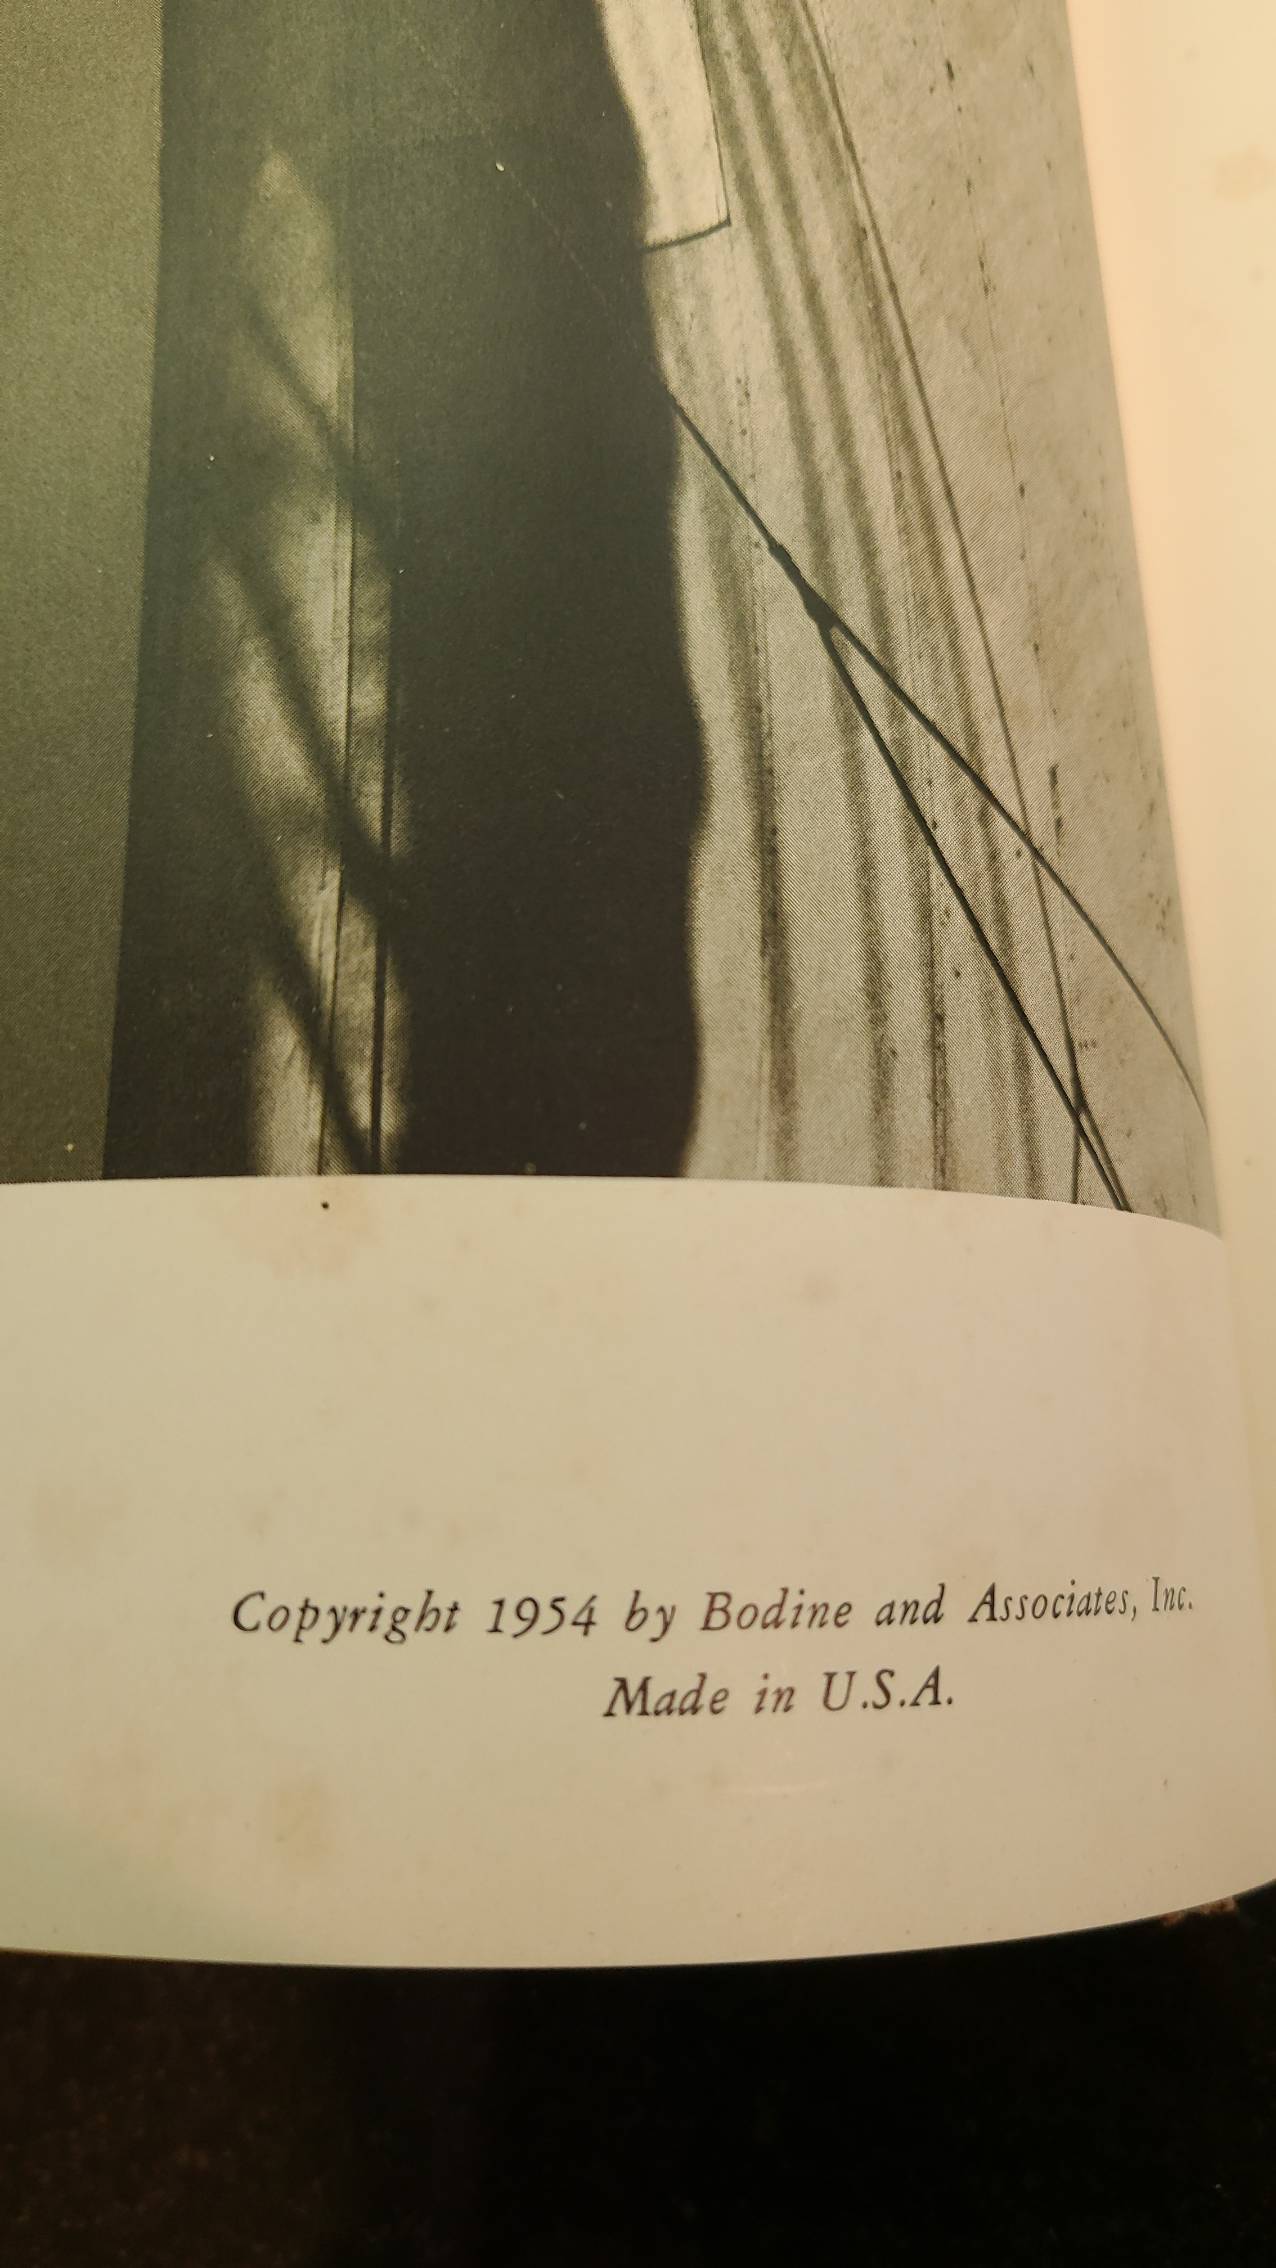 Copyright 1954 by Bodine and Associates, Inc.
Made in U.S.A.